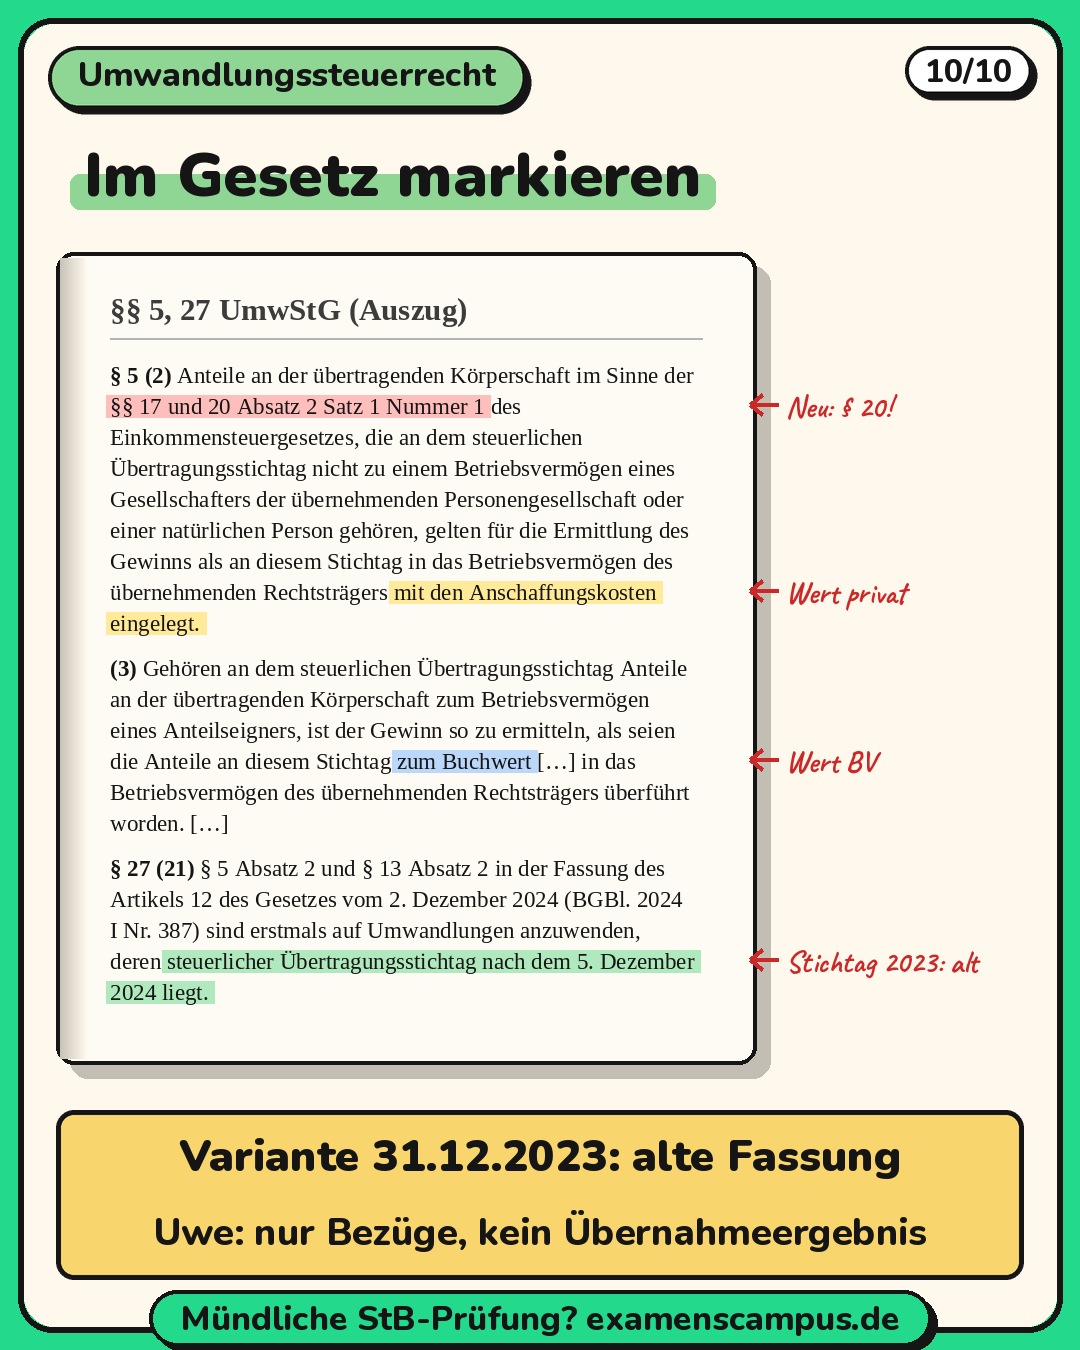 Umwandlungssteuerrecht
10/10
Im Gesetz markieren
§§ 5, 27 UmwStG (Auszug)
§ 5 (2) Anteile an der übertragenden Körperschaft im Sinne der
§§ 17 und 20 Absatz 2 Satz 1 Nummer 1 des
Neu: § 20!
Einkommensteuergesetzes, die an dem steuerlichen
Übertragungsstichtag nicht zu einem Betriebsvermögen eines
Gesellschafters der übernehmenden Personengesellschaft oder
einer natürlichen Person gehören, gelten für die Ermittlung des
Gewinns als an diesem Stichtag in das Betriebsvermögen des
übernehmenden Rechtsträgers mit den Anschaffungskosten
Wert privat
eingelegt.
(3) Gehören an dem steuerlichen Übertragungsstichtag Anteile
an der übertragenden Körperschaft zum Betriebsvermögen
eines Anteilseigners, ist der Gewinn so zu ermitteln, als seien
die Anteile an diesem Stichtag zum Buchwert […] in das
Wert BV
Betriebsvermögen des übernehmenden Rechtsträgers überführt
worden. […]
§ 27 (21) § 5 Absatz 2 und § 13 Absatz 2 in der Fassung des
Artikels 12 des Gesetzes vom 2. Dezember 2024 (BGBl. 2024
I Nr. 387) sind erstmals auf Umwandlungen anzuwenden,
deren steuerlicher Übertragungsstichtag nach dem 5. Dezember
Stichtag 2023: alt
2024 liegt.
Variante 31.12.2023: alte Fassung
Uwe: nur Bezüge, kein Übernahmeergebnis
Mündliche StB-Prüfung? examenscampus.de